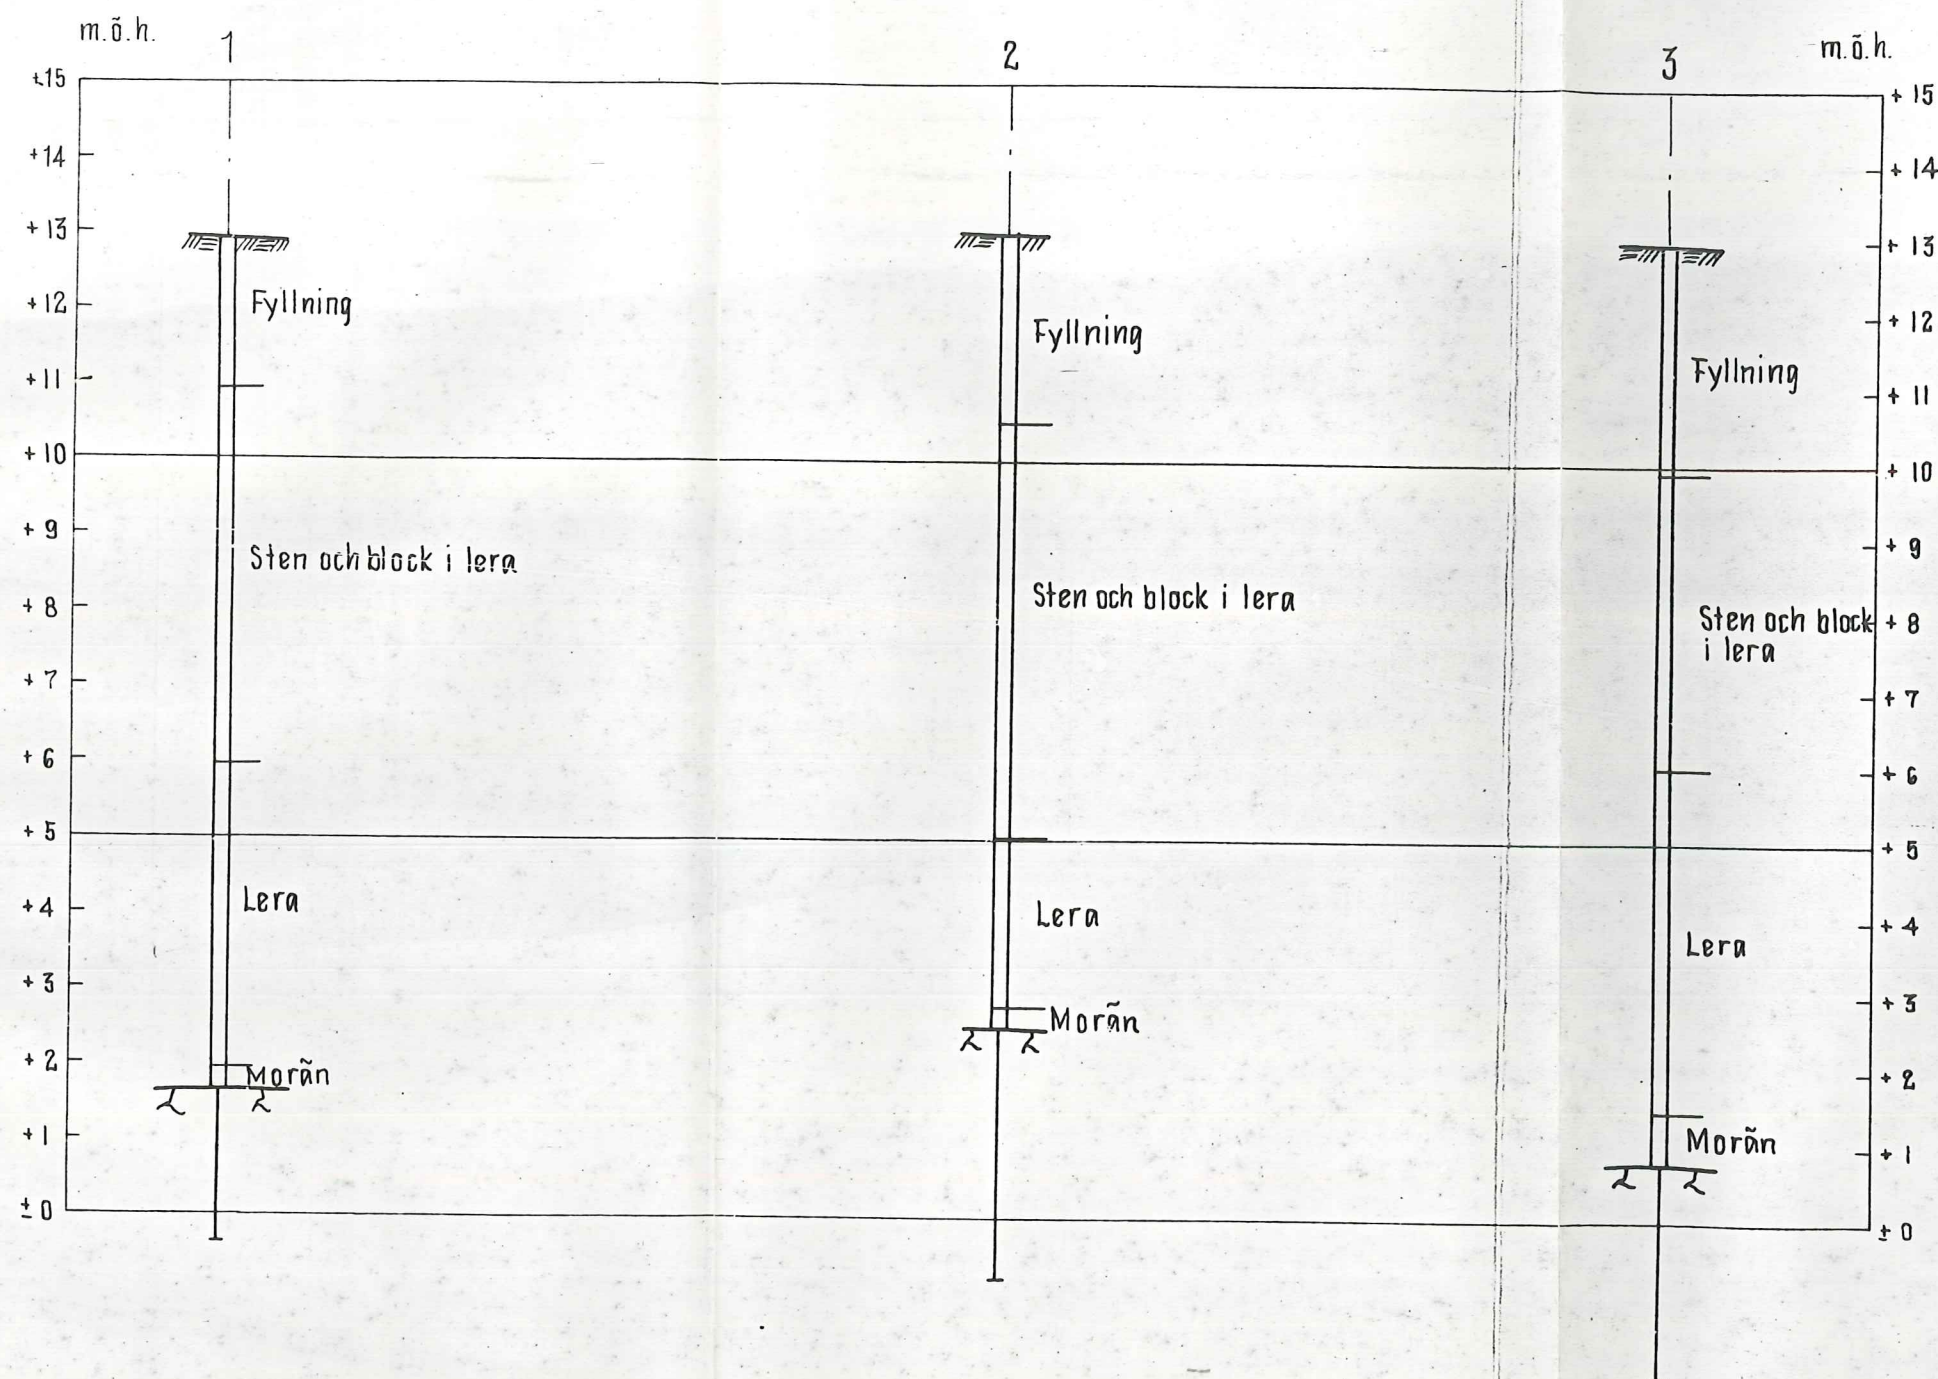 m.ö.h.
1
2
3
m.ö.h.
+15
+14
+13
+12
+11
+10
+9
+8
+7
+6
+5
+4
+3
+2
+1
±0
Fyllning
Sten och block i lera
Lera
Morän
Fyllning
Sten och block i lera
Lera
Morän
Fyllning
Sten och block
i lera
Lera
Morän
+15
+14
+13
+12
+11
+10
+9
+8
+7
+6
+5
+4
+3
+2
+1
±0